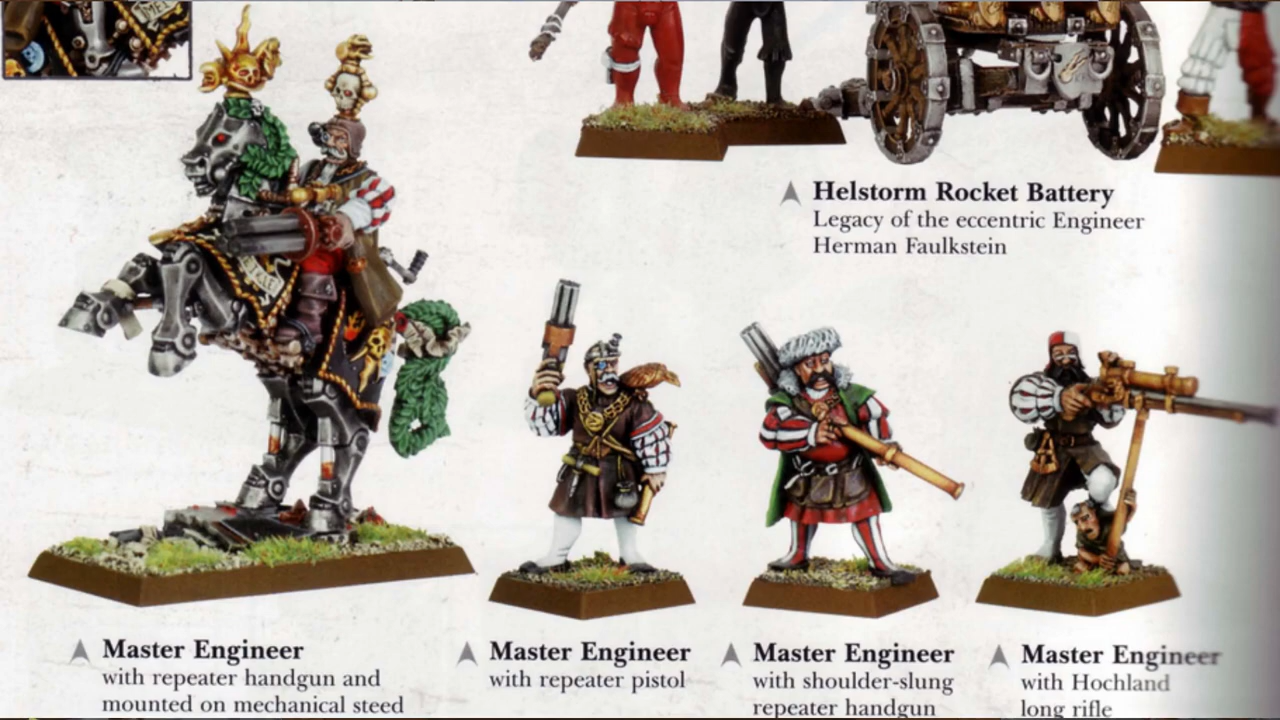 Helstorm Rocket Battery
Legacy of the eccentric Engineer
Herman Faulkstein
Master Engineer
with repeater handgun and
mounted on mechanical steed
Master Engineer
with repeater pistol
Master Engineer
with shoulder-slung
repeater handgun
Master Engineer
with Hochland
long rifle